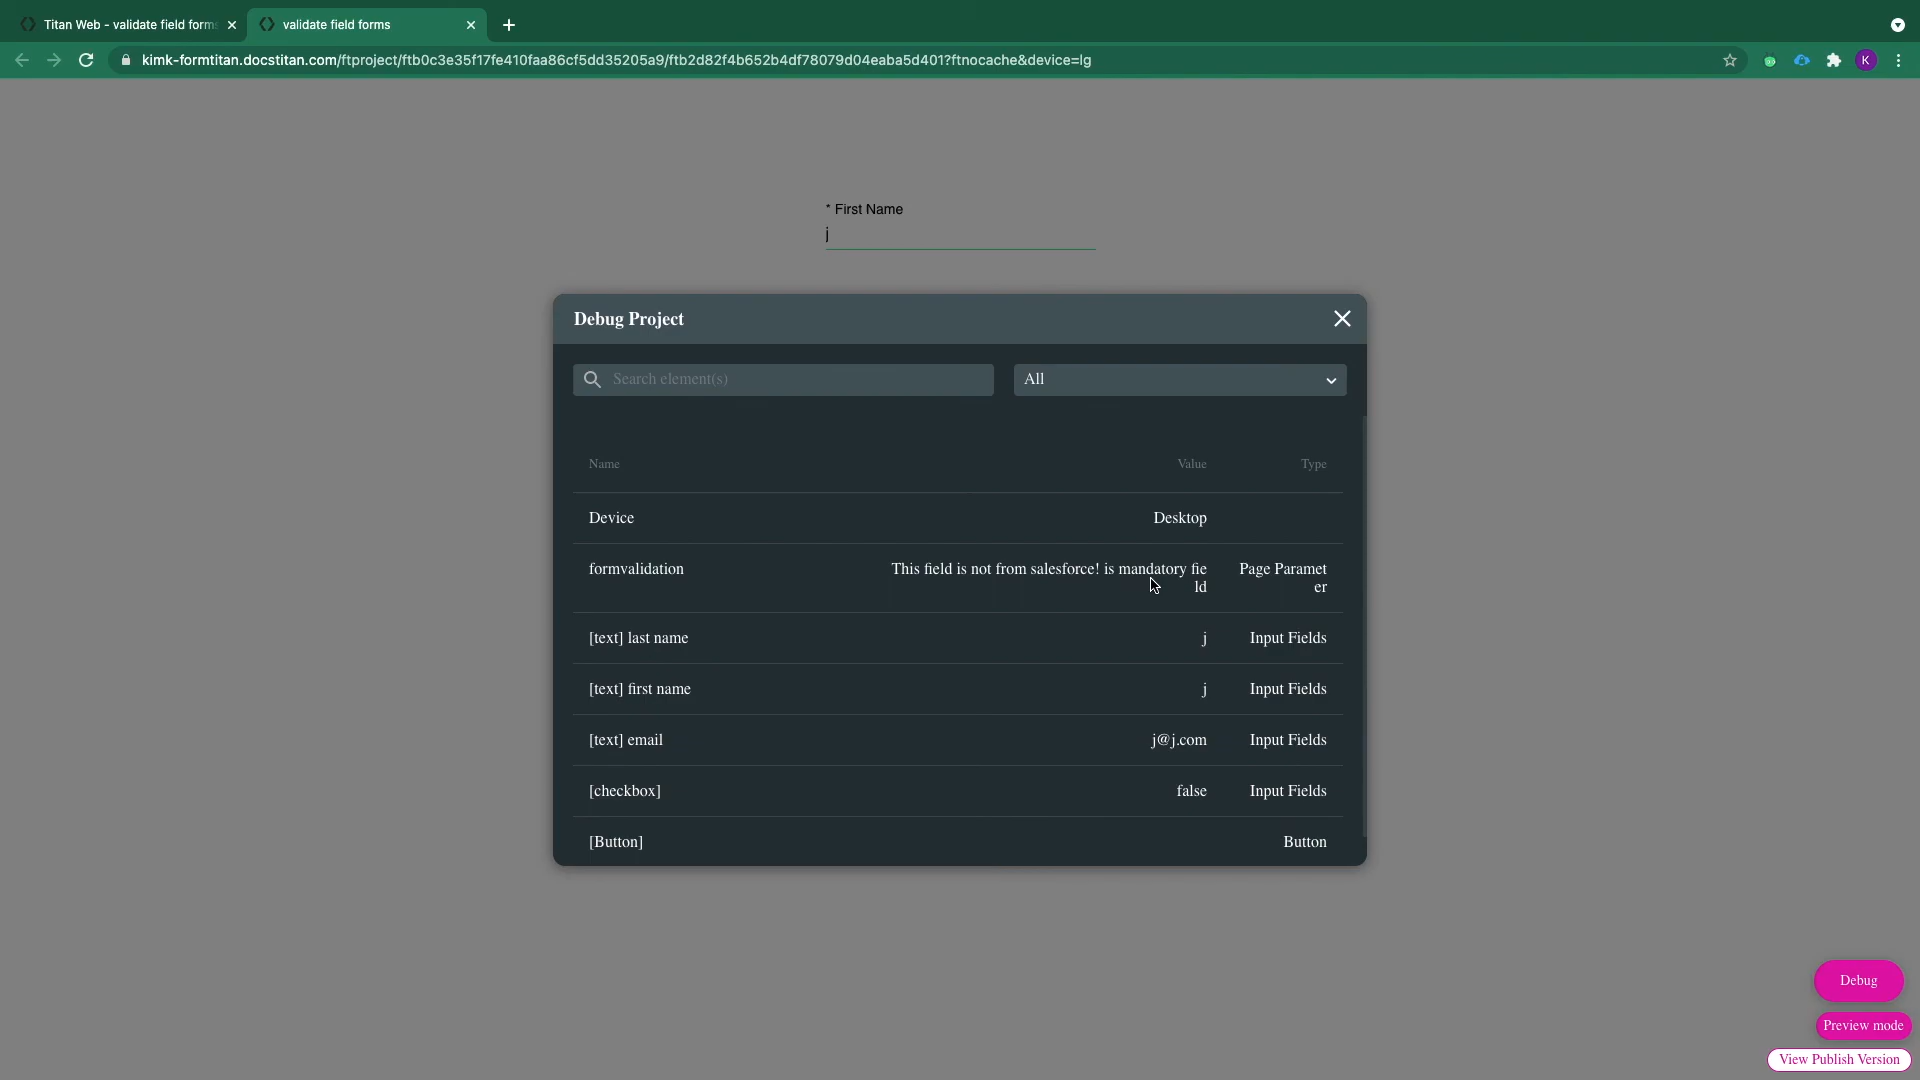 Titan Web - validate field forms
validate field forms
kimk-formtitan.docstitan.com/ftproject/ftb0c3e35f17fe410faa86cf5dd35205a9/ftb2d82f4b652b4df78079d04eaba5d401?ftnocache&device=lg
K
* First Name
j
Debug Project
Search element(s)
All
Name Value Type
Device Desktop
formvalidation This field is not from salesforce! is mandatory fie Page Paramet
ld er
[text] last name j Input Fields
[text] first name j Input Fields
[text] email j@j.com Input Fields
[checkbox] false Input Fields
[Button] Button
Debug
Preview mode
View Publish Version